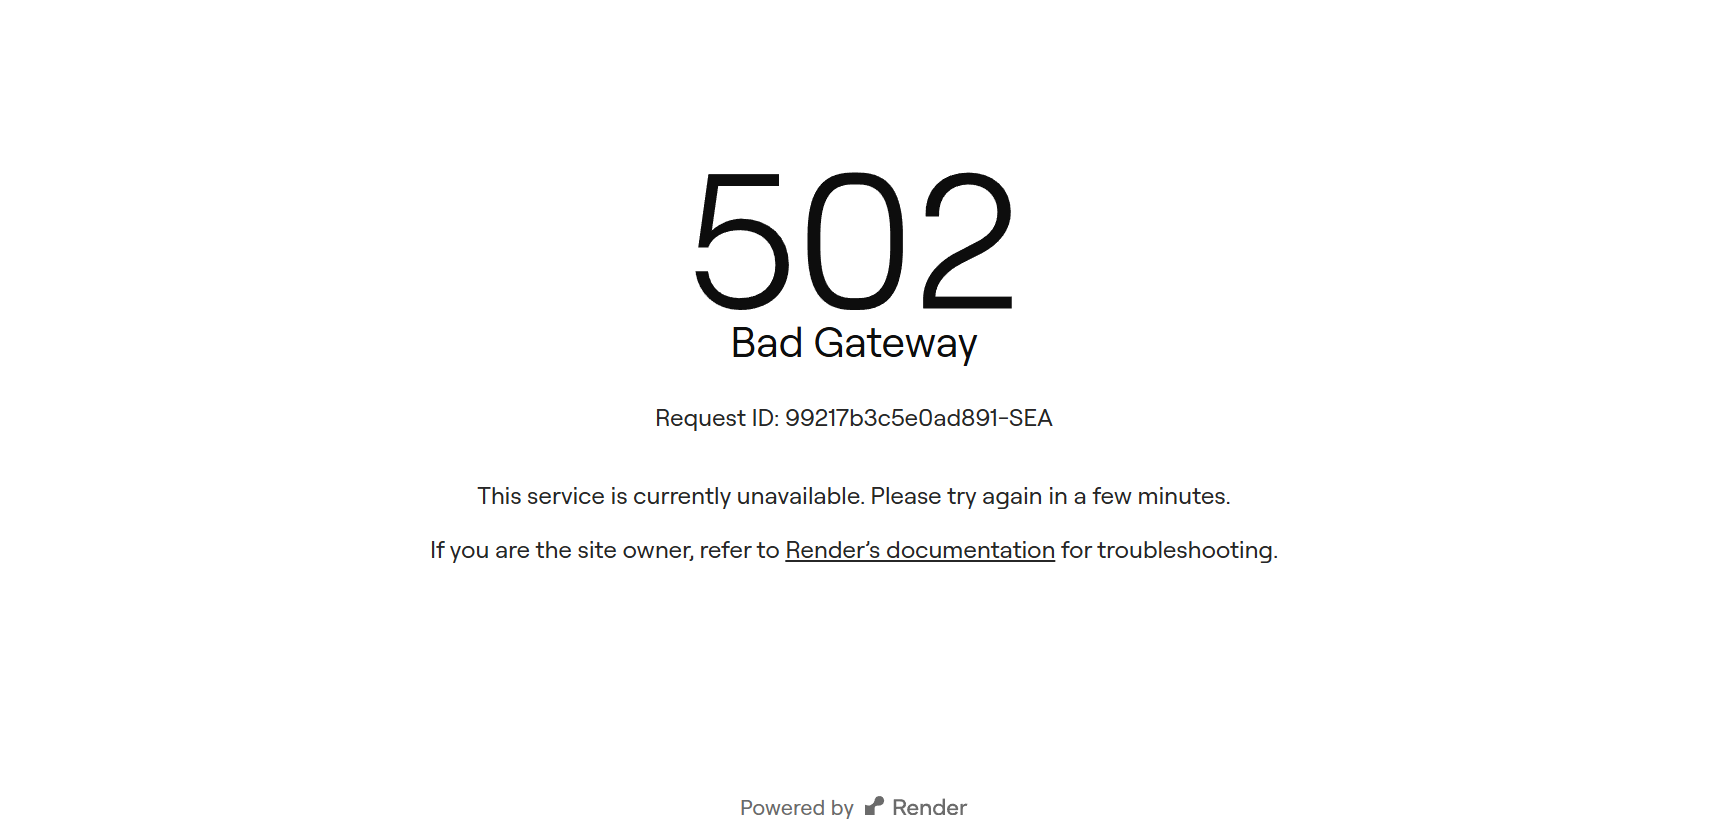 502
Bad Gateway
Request ID: 99217b3c5e0ad891-SEA
This service is currently unavailable. Please try again in a few minutes.
If you are the site owner, refer to Render’s documentation for troubleshooting.
Powered by Render